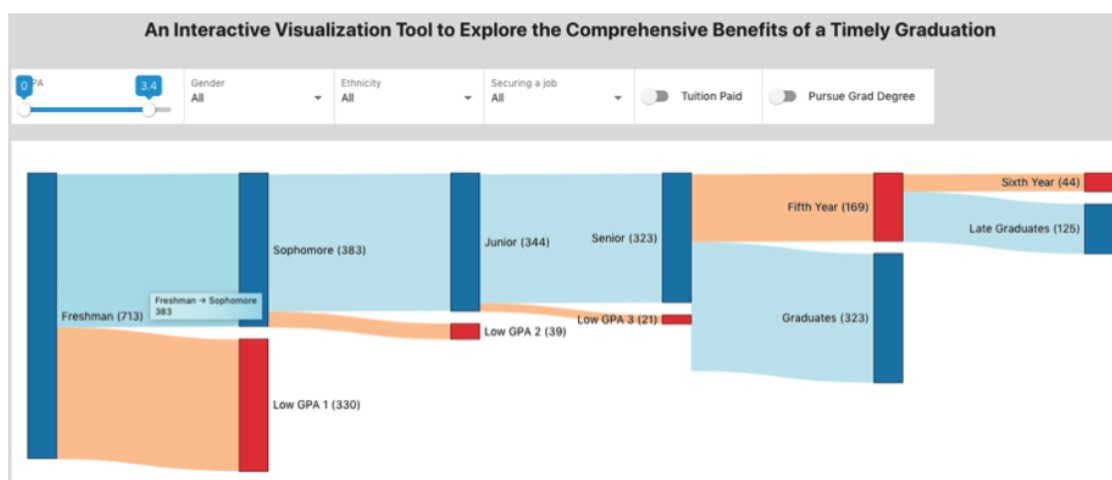 An Interactive Visualization Tool to Explore the Comprehensive Benefits of a Timely Graduation
0
PA
3.4
Gender
All
Ethnicity
All
Securing a job
All
Tuition Paid
Pursue Grad Degree
Freshman (713)
Freshman → Sophomore
383
Sophomore (383)
Low GPA 1 (330)
Junior (344)
Low GPA 2 (39)
Senior (323)
Low GPA 3 (21)
Fifth Year (169)
Graduates (323)
Sixth Year (44)
Late Graduates (125)